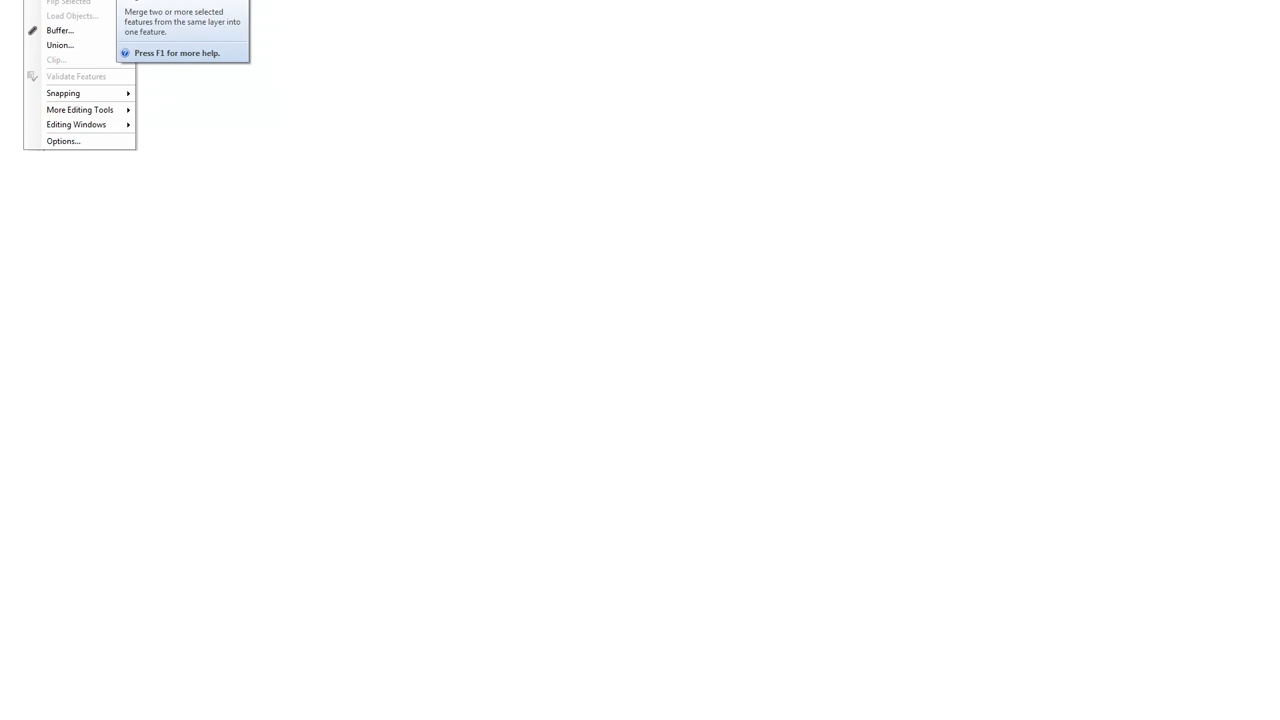 Flip Selected
Load Objects...
Buffer...
Union...
Clip...
Validate Features
Snapping
More Editing Tools
Editing Windows
Options...
Merge two or more selected
features from the same layer into
one feature.
Press F1 for more help.